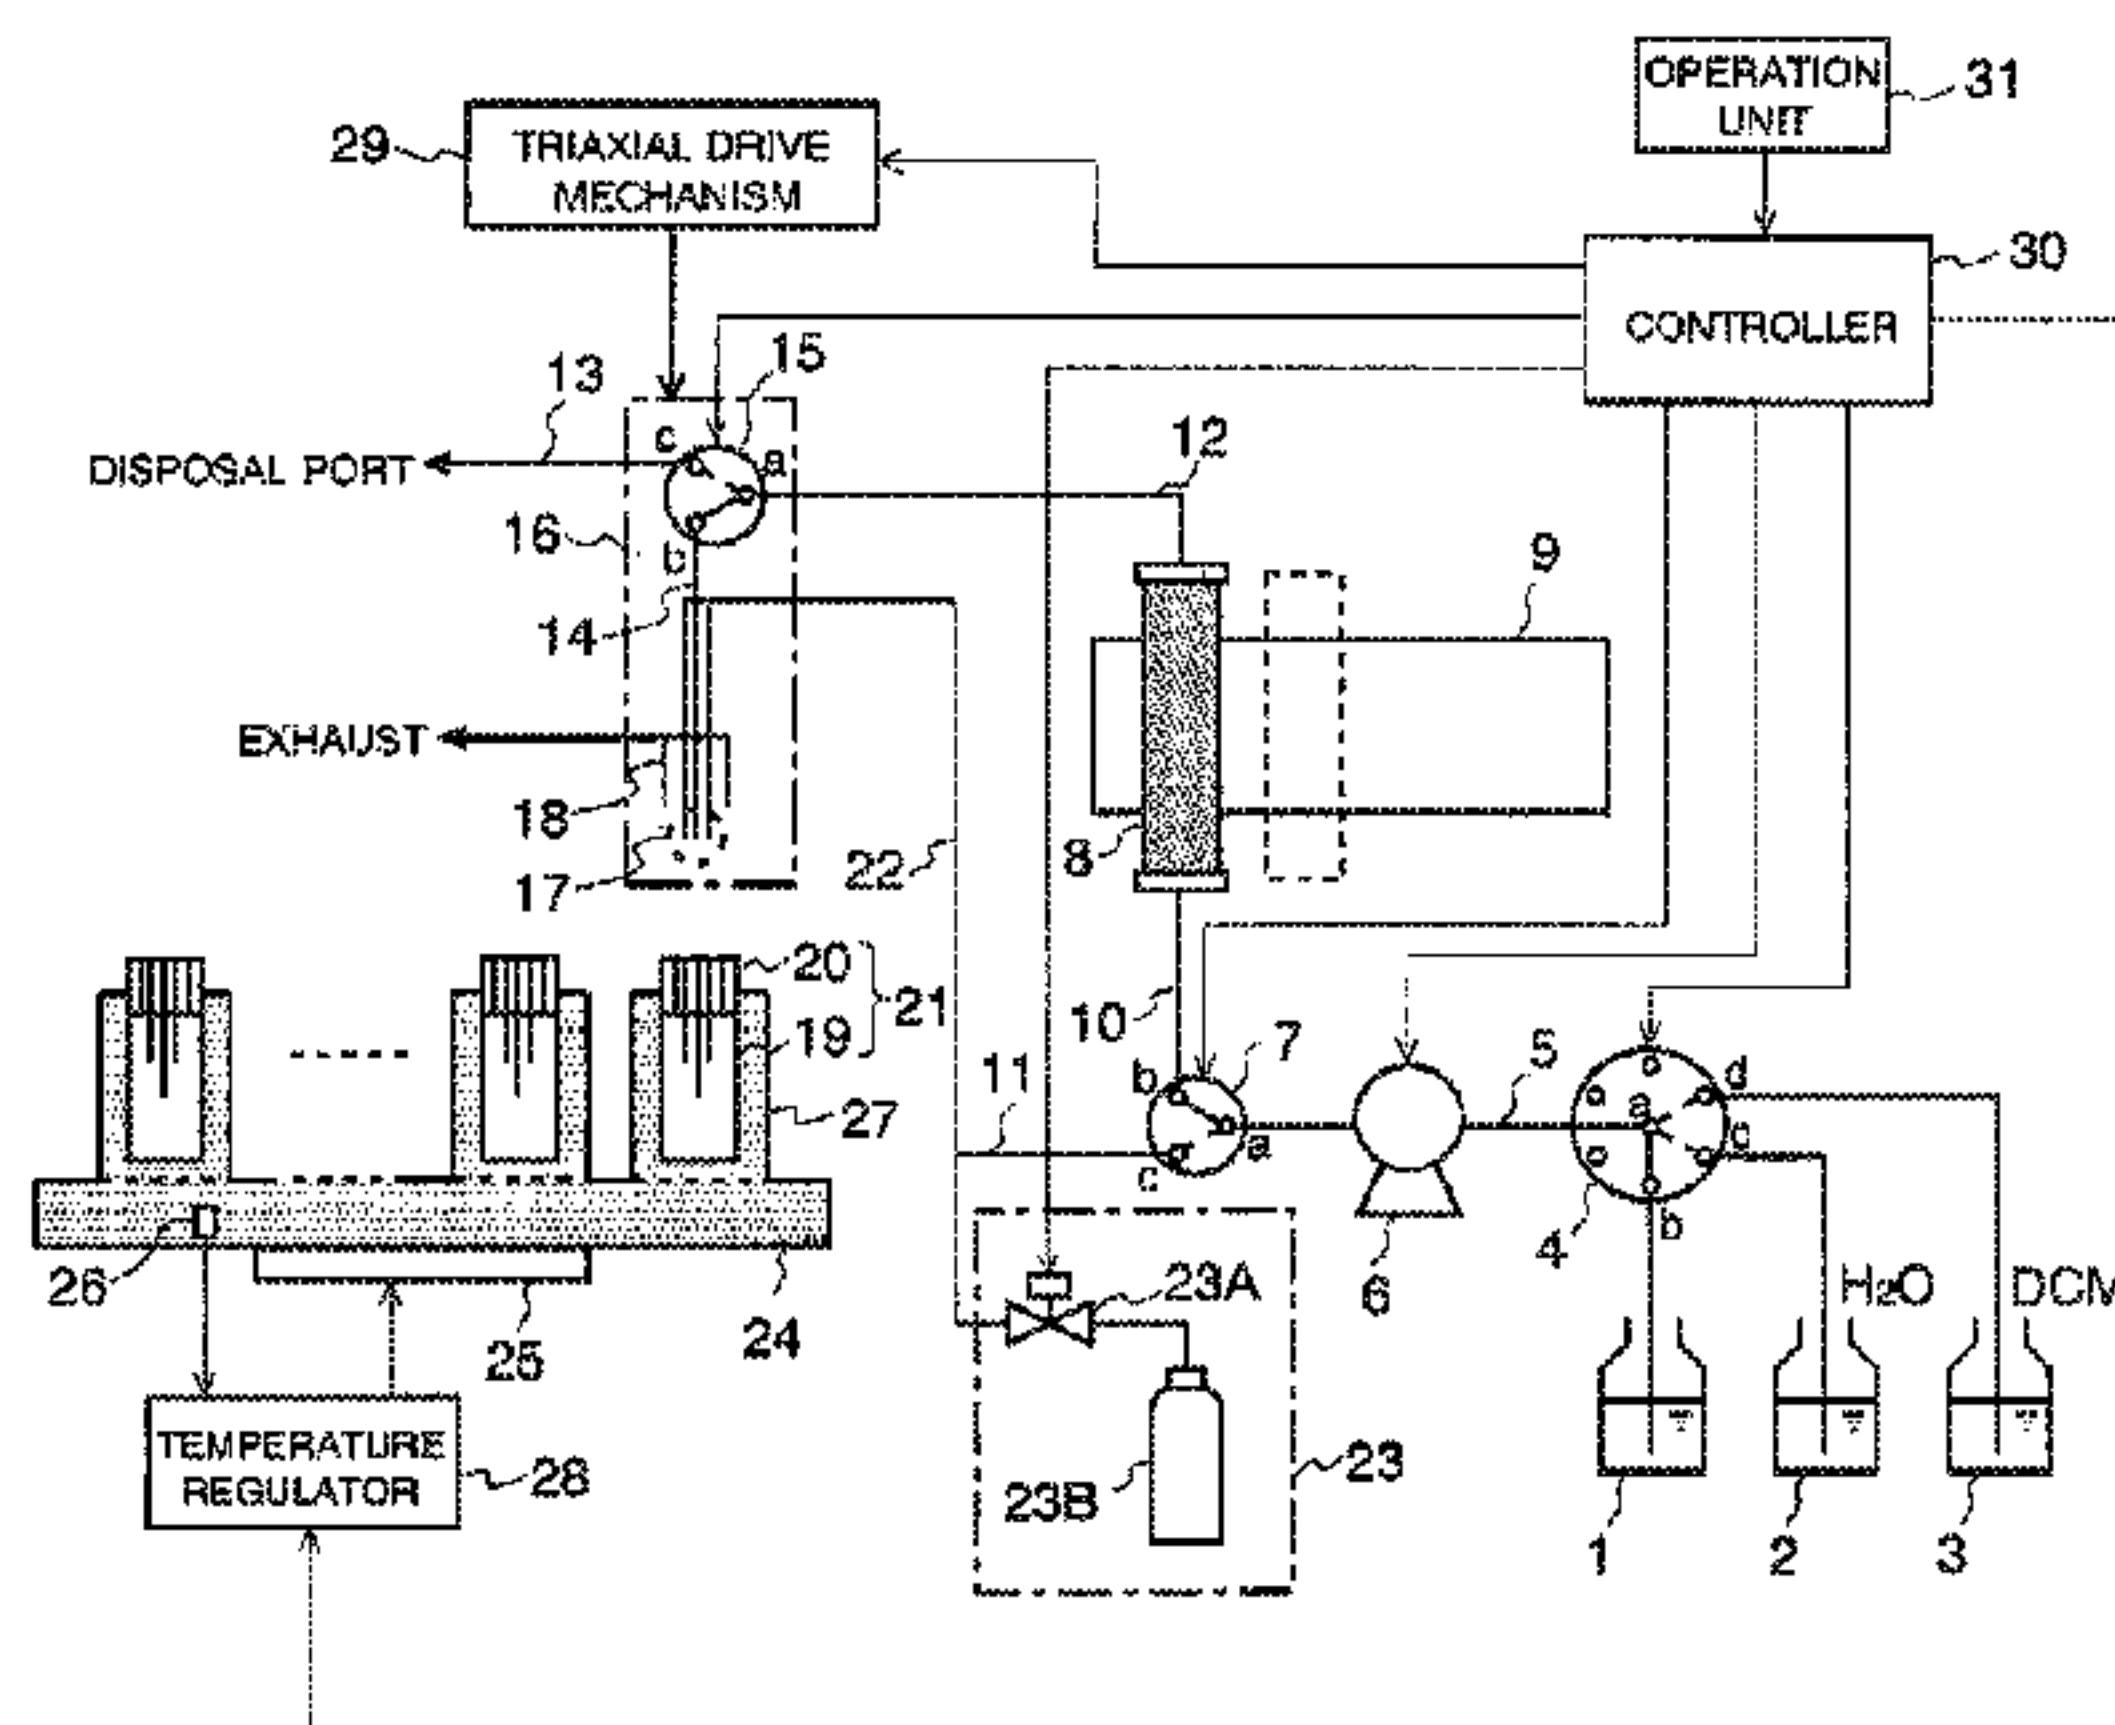 OPERATION
UNIT
31
29
TRIAXIAL DRIVE
MECHANISM
30
CONTROLLER
13
15
12
c
a
DISPOSAL PORT
16
b
9
14
EXHAUST
18
8
22
17
20
21
19
10
7
5
d
b
11
a
c
27
a
c
4
b
26
23A
6
H₂O
DCM
25
24
TEMPERATURE
REGULATOR
28
23
23B
1
2
3